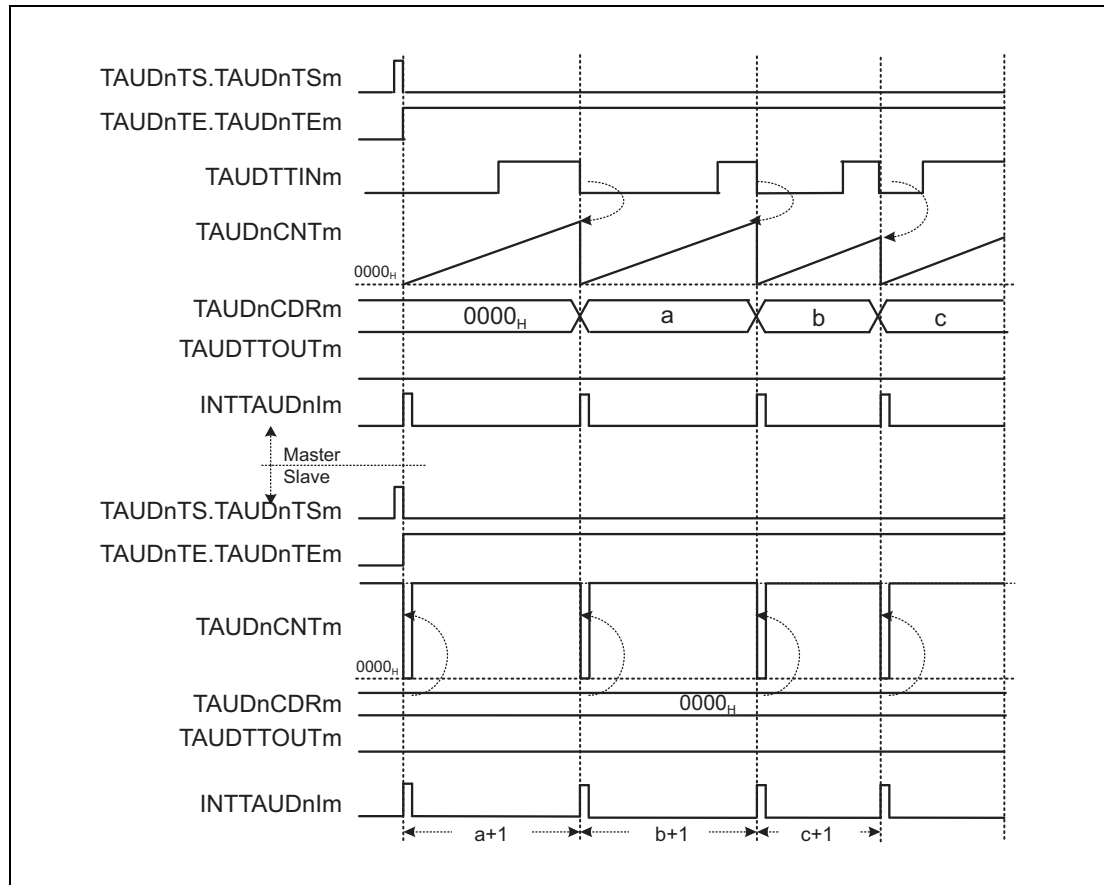 TAUDnTS.TAUDnTSm
TAUDnTE.TAUDnTEm
TAUDTTINm
TAUDnCNTm
0000H
TAUDnCDRm
0000H a b c
TAUDTTOUTm
INTTAUDnIm
Master
Slave
TAUDnTS.TAUDnTSm
TAUDnTE.TAUDnTEm
TAUDnCNTm
0000H
TAUDnCDRm
0000H
TAUDTTOUTm
INTTAUDnIm
a+1 b+1 c+1